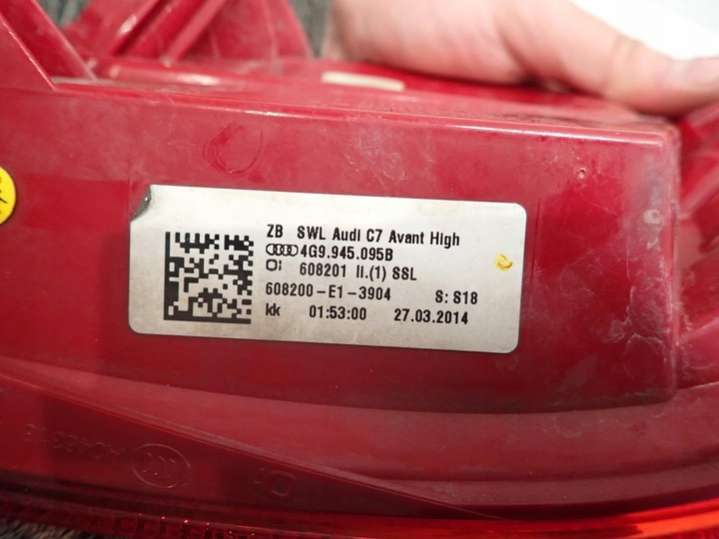 ZB SWL Audi C7 Avant High
4G9.945.095B
608201 li.(1) SSL
608200-E1-3904 S: S18
kk 01:53:00 27.03.2014